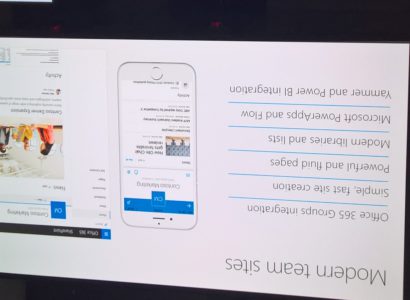 Modern team sites
Office 365 Groups integration
Simple, fast site creation
Powerful and fluid pages
Modern libraries and lists
Microsoft PowerApps and Flow
Yammer and Power BI integration
CM
Contoso Marketing
News
New Oth Chair
gets favorable
reviews
Activity
Office 365
SharePoint
CM
Contoso Marketing
News
Contoso Denver Expansion
Activity